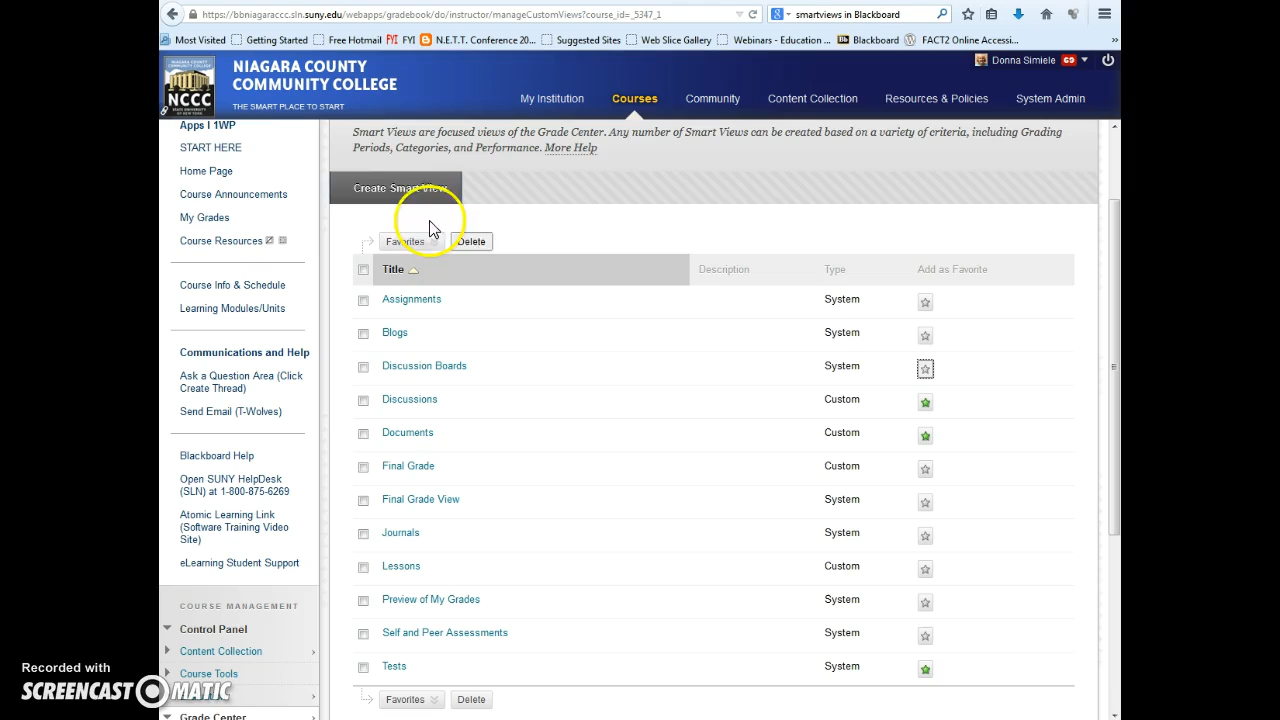 https://bbniagaraccc.sln.suny.edu/webapps/gradebook/do/instructor/manageCustomViews?course_id=_5347_1
smartviews in Blackboard
Most Visited Getting Started Free Hotmail FYI FYI N.E.T.T. Conference 20... Suggested Sites Web Slice Gallery Webinars - Education ... Bb Blackboard FACT2 Online Accessi... »
NCCC
NIAGARA COUNTY
COMMUNITY COLLEGE
THE SMART PLACE TO START
Donna Simiele 69
My Institution Courses Community Content Collection Resources & Policies System Admin
Apps I 1WP
START HERE
Home Page
Course Announcements
My Grades
Course Resources
Course Info & Schedule
Learning Modules/Units
Communications and Help
Ask a Question Area (Click
Create Thread)
Send Email (T-Wolves)
Blackboard Help
Open SUNY HelpDesk
(SLN) at 1-800-875-6269
Atomic Learning Link
(Software Training Video
Site)
eLearning Student Support
COURSE MANAGEMENT
Control Panel
Content Collection
Course Tools
Grade Center
Smart Views are focused views of the Grade Center. Any number of Smart Views can be created based on a variety of criteria, including Grading
Periods, Categories, and Performance. More Help
Create Smart View
Favorites Delete
Title Description Type Add as Favorite
Assignments System
Blogs System
Discussion Boards System
Discussions Custom
Documents Custom
Final Grade Custom
Final Grade View System
Journals System
Lessons Custom
Preview of My Grades System
Self and Peer Assessments System
Tests System
Favorites Delete
Recorded with
SCREENCAST MATIC